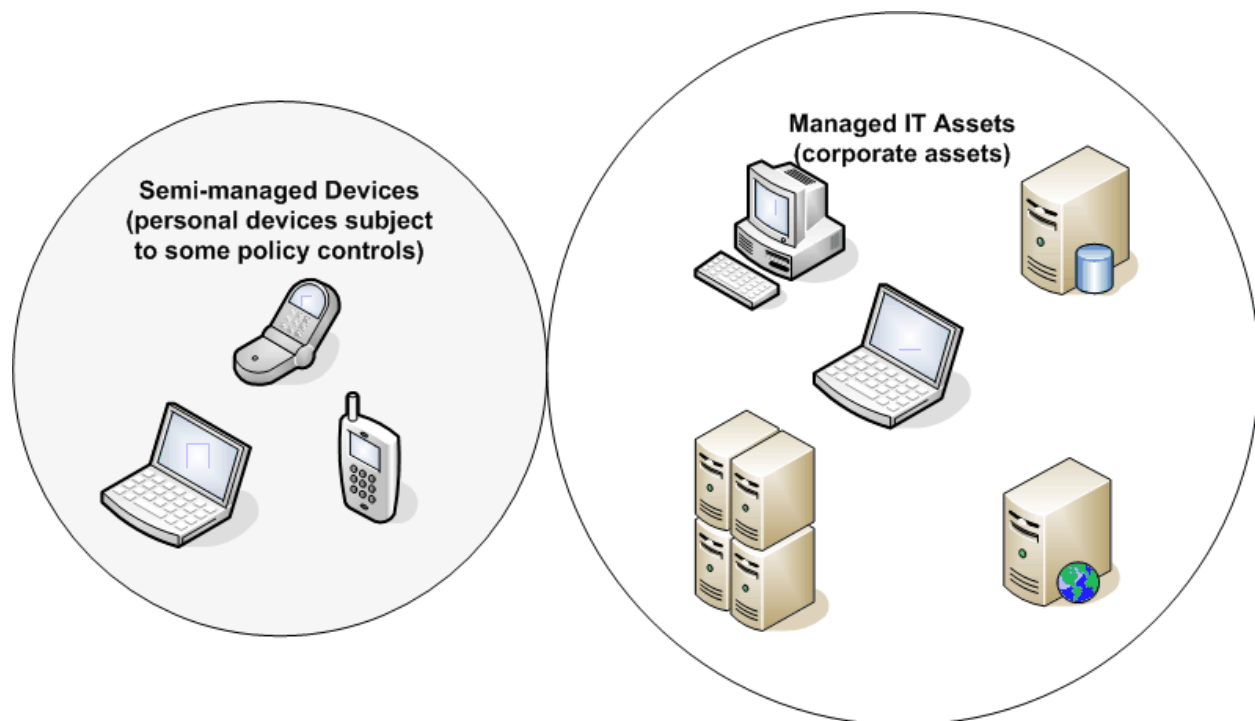 Semi-managed Devices
(personal devices subject
to some policy controls)
Managed IT Assets
(corporate assets)